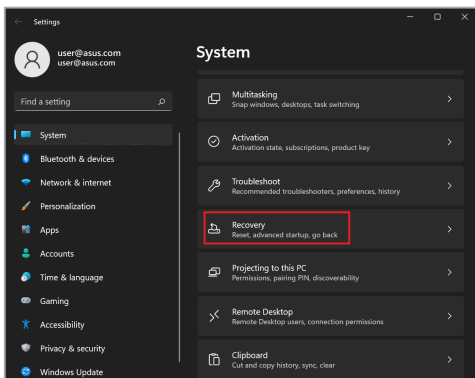 Settings
user@asus.com
user@asus.com
Find a setting
System
Bluetooth & devices
Network & internet
Personalization
Apps
Accounts
Time & language
Gaming
Accessibility
Privacy & security
Windows Update
System
Multitasking
Snap windows, desktops, task switching
Activation
Activation state, subscriptions, product key
Troubleshoot
Recommended troubleshooters, preferences, history
Recovery
Reset, advanced startup, go back
Projecting to this PC
Permissions, pairing PIN, discoverability
Remote Desktop
Remote Desktop users, connection permissions
Clipboard
Cut and copy history, sync, clear